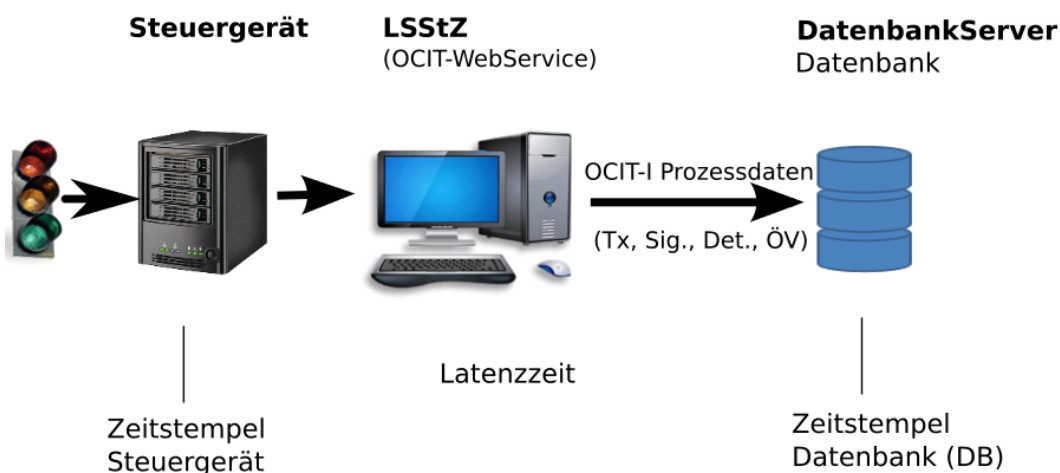 Steuergerät
LSStZ
(OCIT-WebService)
DatenbankServer
Datenbank
OCIT-I Prozessdaten
(Tx, Sig., Det., ÖV)
Latenzzeit
Zeitstempel
Steuergerät
Zeitstempel
Datenbank (DB)